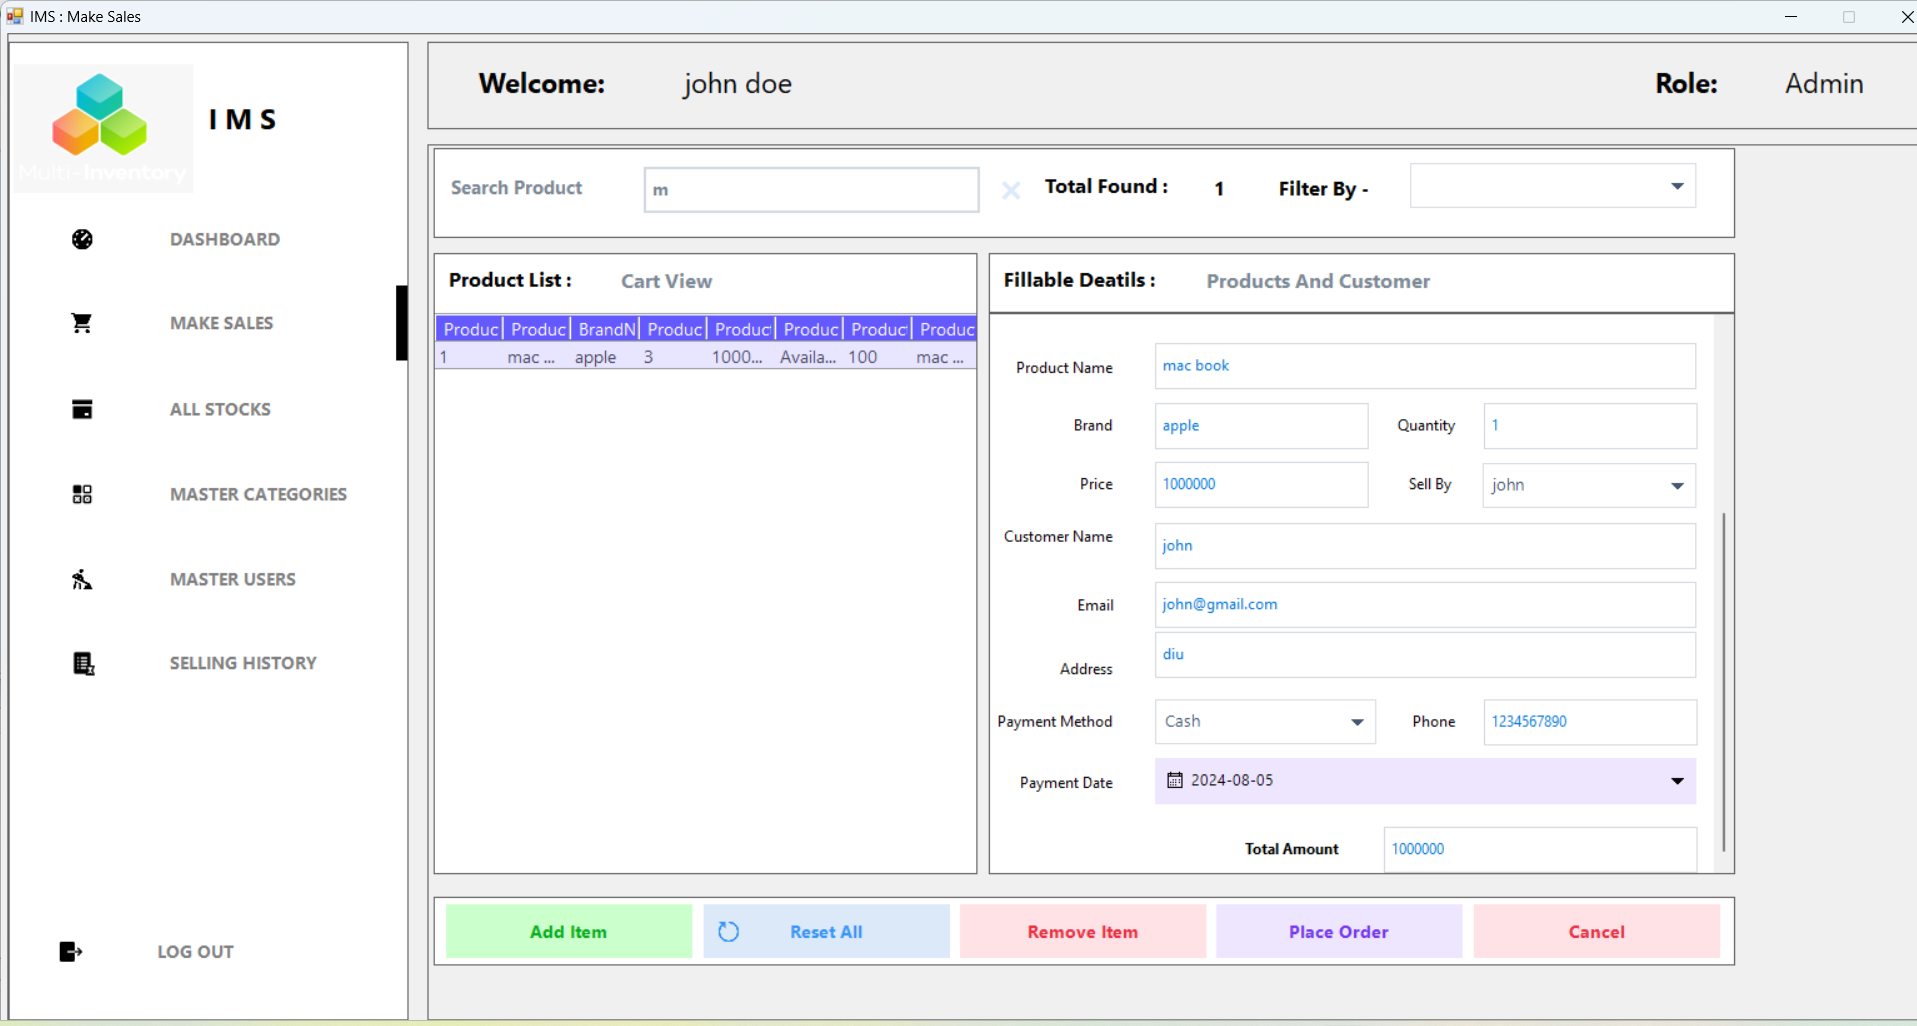 IMS : Make Sales
Multi-Inventory
I M S
DASHBOARD
MAKE SALES
ALL STOCKS
MASTER CATEGORIES
MASTER USERS
SELLING HISTORY
LOG OUT
Welcome: john doe Role: Admin
Search Product m Total Found : 1 Filter By -
Product List : Cart View
Produc Produc BrandN Produc Product Produc Product Produc
1 mac ... apple 3 1000... Availa... 100 mac ...
Fillable Deatils : Products And Customer
Product Name mac book
Brand apple Quantity 1
Price 1000000 Sell By john
Customer Name john
Email john@gmail.com
Address diu
Payment Method Cash Phone 1234567890
Payment Date 2024-08-05
Total Amount 1000000
Add Item Reset All Remove Item Place Order Cancel